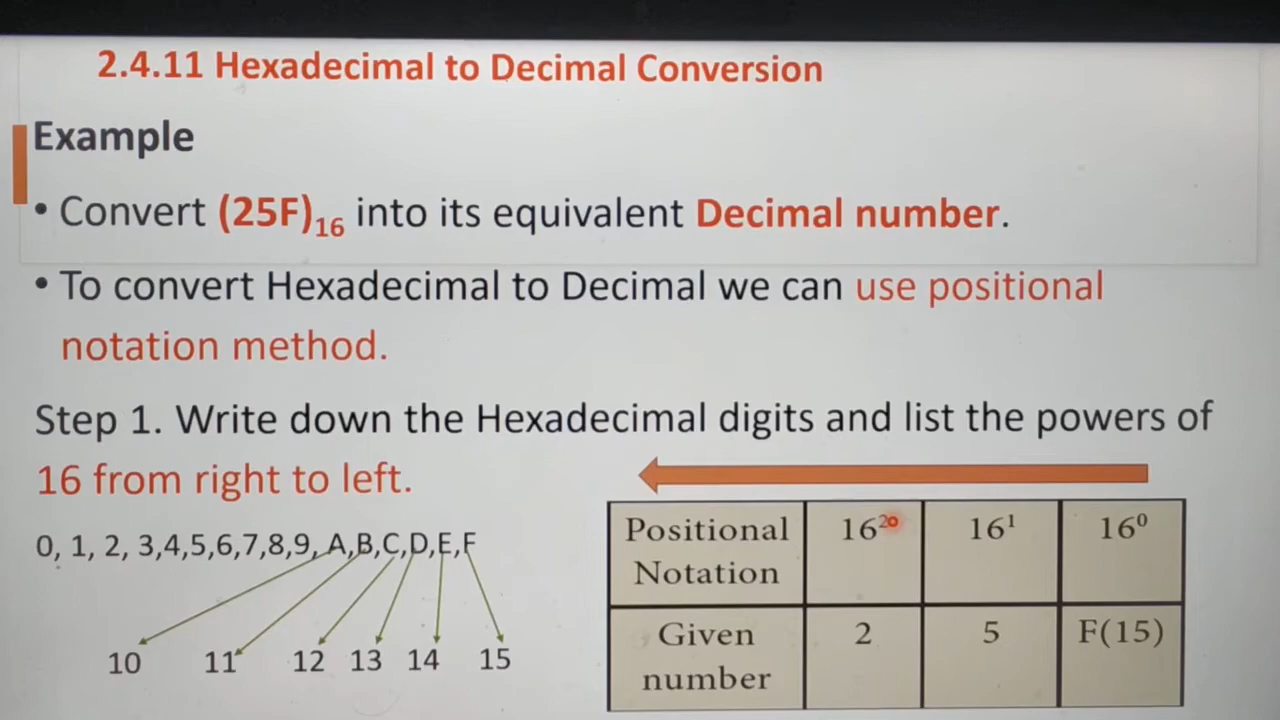 2.4.11 Hexadecimal to Decimal Conversion
Example
• Convert (25F)₁₆ into its equivalent Decimal number.
• To convert Hexadecimal to Decimal we can use positional
notation method.
Step 1. Write down the Hexadecimal digits and list the powers of
16 from right to left.
0, 1, 2, 3,4,5,6,7,8,9, A,B,C,D,E,F
10 11 12 13 14 15
Positional Notation 16² 16¹ 16⁰
Given number 2 5 F(15)